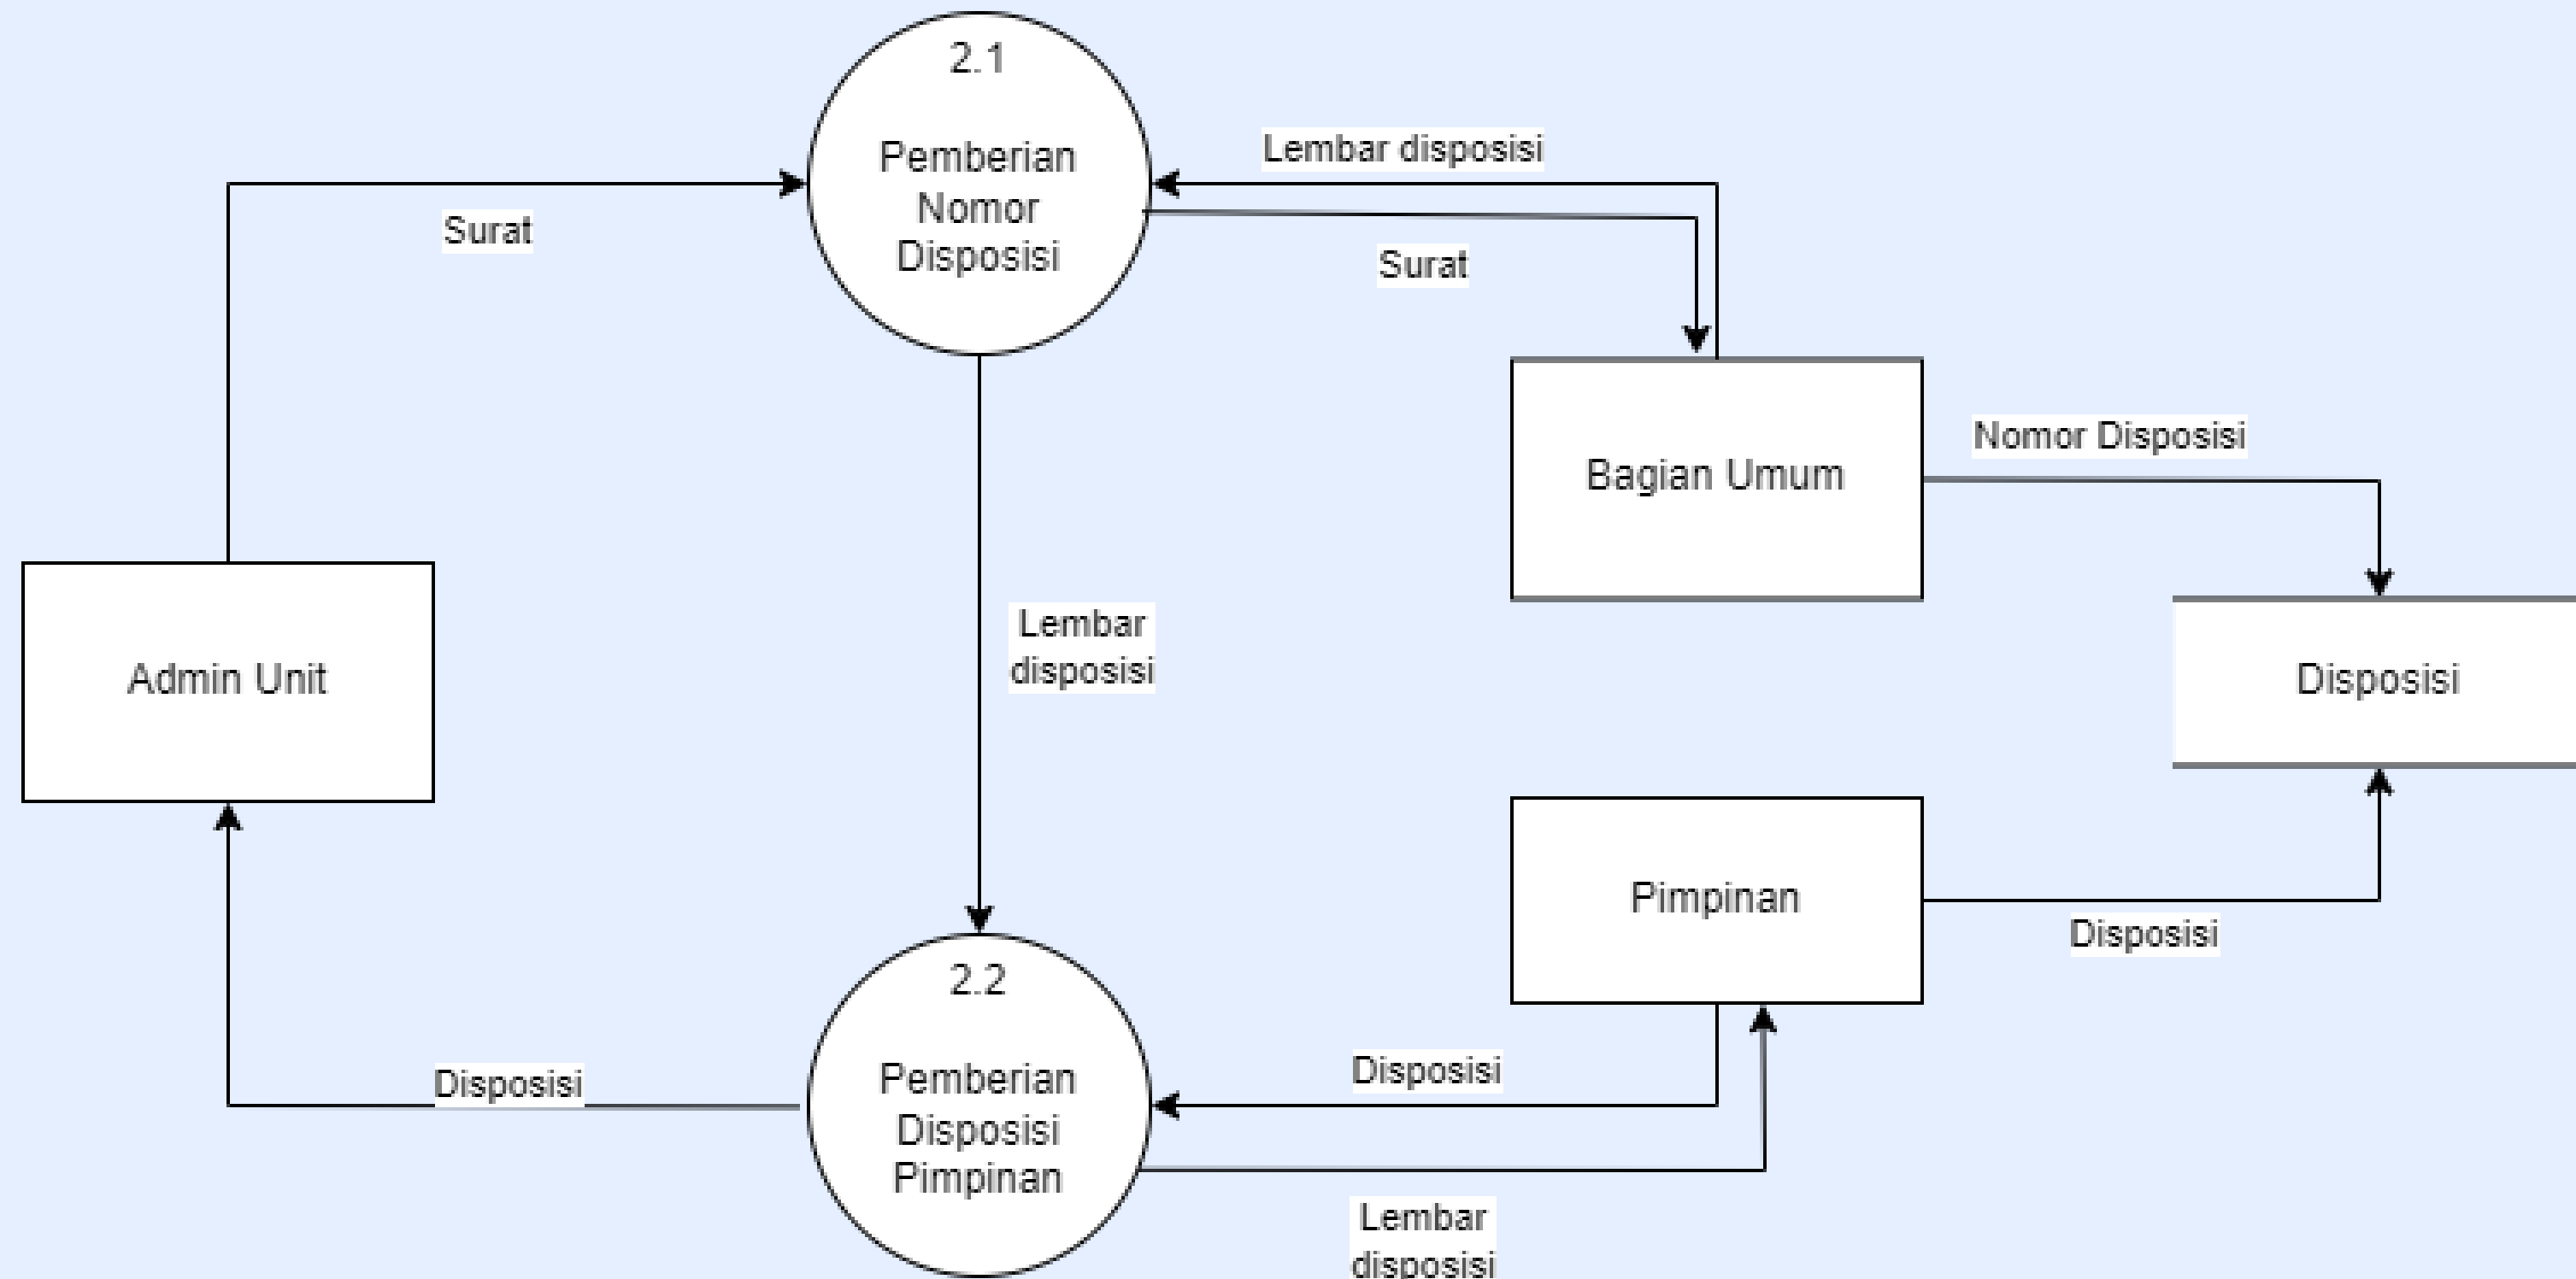 2.1
Pemberian
Nomor
Disposisi
Lembar disposisi
Surat
Surat
Nomor Disposisi
Bagian Umum
Lembar
disposisi
Admin Unit
Disposisi
Pimpinan
Disposisi
2.2
Pemberian
Disposisi
Pimpinan
Disposisi
Disposisi
Lembar
disposisi